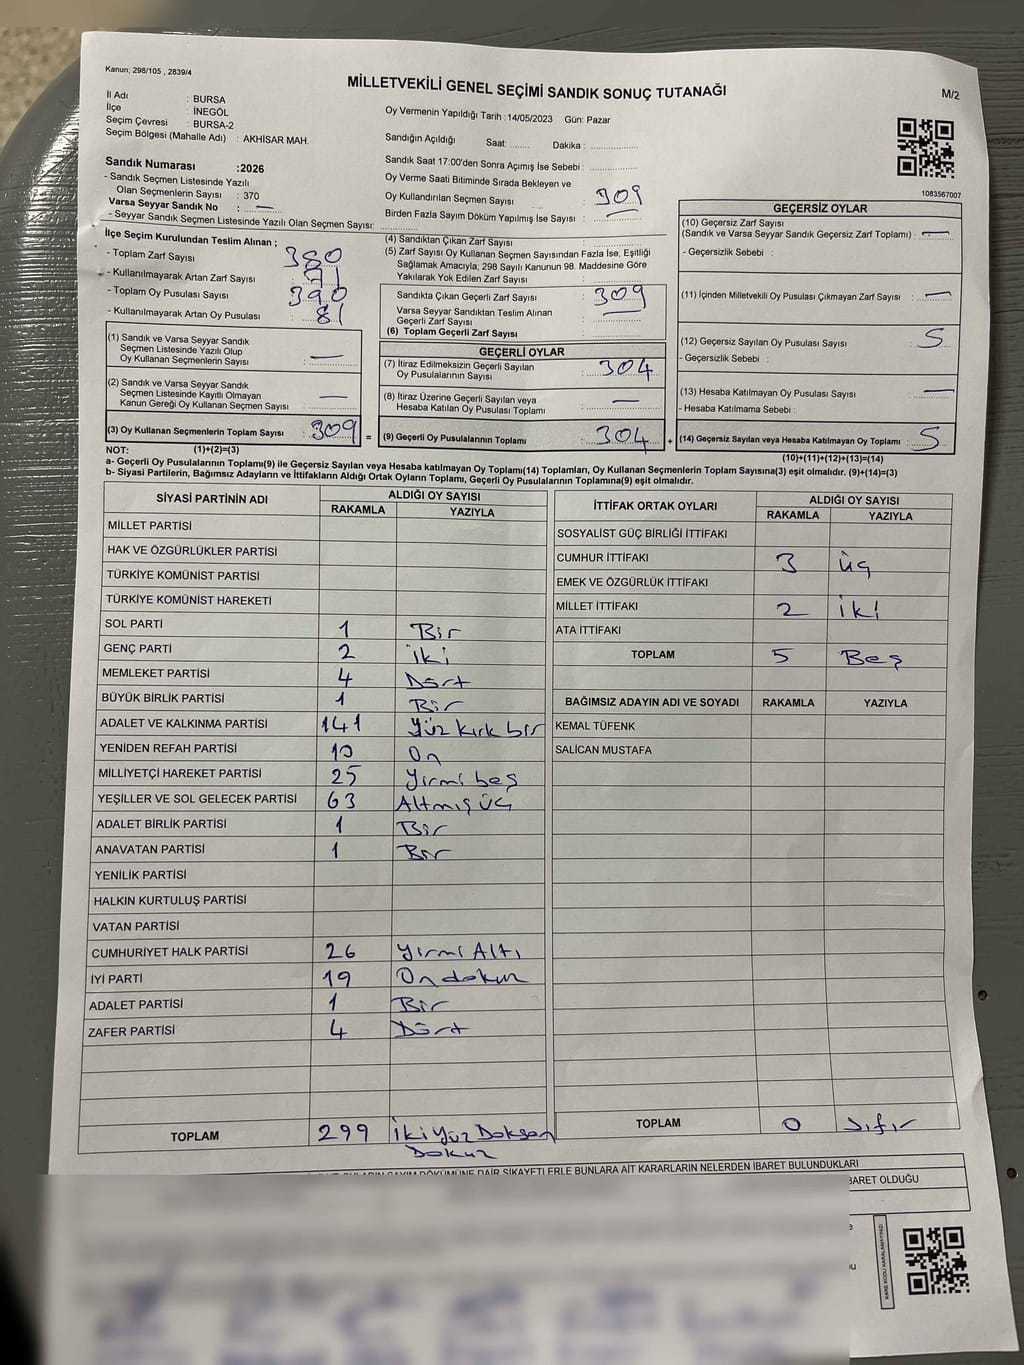 Kanun; 298/105 , 2839/4
MİLLETVEKİLİ GENEL SEÇİMİ SANDIK SONUÇ TUTANAĞI
M/2
İl Adı : BURSA
İlçe : İNEGÖL
Seçim Çevresi : BURSA-2
Seçim Bölgesi (Mahalle Adı) : AKHİSAR MAH.
Sandık Numarası :2026
- Sandık Seçmen Listesinde Yazılı
Olan Seçmenlerin Sayısı : 370
Varsa Seyyar Sandık No : —
- Seyyar Sandık Seçmen Listesinde Yazılı Olan Seçmen Sayısı: ..............
Oy Vermenin Yapıldığı Tarih : 14/05/2023 Gün: Pazar
Sandığın Açıldığı Saat: ....... Dakika : ..............
Sandık Saat 17:00'den Sonra Açımış İse Sebebi : ..............
Oy Verme Saati Bitiminde Sırada Bekleyen ve
Oy Kullandırılan Seçmen Sayısı : 309
Birden Fazla Sayım Döküm Yapılmış İse Sayısı : ..............
1083567007
İlçe Seçim Kurulundan Teslim Alınan ;
- Toplam Zarf Sayısı : 380
- Kullanılmayarak Artan Zarf Sayısı : 71
- Toplam Oy Pusulası Sayısı : 390
- Kullanılmayarak Artan Oy Pusulası : 81
(1) Sandık ve Varsa Seyyar Sandık
Seçmen Listesinde Yazılı Olup
Oy Kullanan Seçmenlerin Sayısı : —
(2) Sandık ve Varsa Seyyar Sandık
Seçmen Listesinde Kayıtlı Olmayan
Kanun Gereği Oy Kullanan Seçmen Sayısı : —
(3) Oy Kullanan Seçmenlerin Toplam Sayısı : 309
(4) Sandıktan Çıkan Zarf Sayısı : ..............
(5) Zarf Sayısı Oy Kullanan Seçmen Sayısından Fazla İse, Eşitliği
Sağlamak Amacıyla; 298 Sayılı Kanunun 98. Maddesine Göre
Yakılarak Yok Edilen Zarf Sayısı : ..............
Sandıkta Çıkan Geçerli Zarf Sayısı : 309
Varsa Seyyar Sandıktan Teslim Alınan
Geçerli Zarf Sayısı : ..............
(6) Toplam Geçerli Zarf Sayısı : ..............
GEÇERLİ OYLAR
(7) İtiraz Edilmeksizin Geçerli Sayılan
Oy Pusulalarının Sayısı : 304
(8) İtiraz Üzerine Geçerli Sayılan veya
Hesaba Katılan Oy Pusulası Toplamı : —
= (9) Geçerli Oy Pusulalarının Toplamı : 304
GEÇERSİZ OYLAR
(10) Geçersiz Zarf Sayısı
(Sandık ve Varsa Seyyar Sandık Geçersiz Zarf Toplamı) : —
- Geçersizlik Sebebi :
(11) İçinden Milletvekili Oy Pusulası Çıkmayan Zarf Sayısı : —
(12) Geçersiz Sayılan Oy Pusulası Sayısı : 5
- Geçersizlik Sebebi :
(13) Hesaba Katılmayan Oy Pusulası Sayısı : —
- Hesaba Katılmama Sebebi :
+ (14) Geçersiz Sayılan veya Hesaba Katılmayan Oy Toplamı : 5
NOT: (1)+(2)=(3)
(10)+(11)+(12)+(13)=(14)
a- Geçerli Oy Pusulalarının Toplamı(9) ile Geçersiz Sayılan veya Hesaba katılmayan Oy Toplamı(14) Toplamları, Oy Kullanan Seçmenlerin Toplam Sayısına(3) eşit olmalıdır. (9)+(14)=(3)
b- Siyasi Partilerin, Bağımsız Adayların ve İttifakların Aldığı Ortak Oyların Toplamı, Geçerli Oy Pusulalarının Toplamına(9) eşit olmalıdır.
SİYASİ PARTİNİN ADI ALDIĞI OY SAYISI
RAKAMLA YAZIYLA
MİLLET PARTİSİ
HAK VE ÖZGÜRLÜKLER PARTİSİ
TÜRKİYE KOMÜNİST PARTİSİ
TÜRKİYE KOMÜNİST HAREKETİ
SOL PARTİ 1 Bir
GENÇ PARTİ 2 iki
MEMLEKET PARTİSİ 4 Dört
BÜYÜK BİRLİK PARTİSİ 1 Bir
ADALET VE KALKINMA PARTİSİ 141 Yüz kırk bir
YENİDEN REFAH PARTİSİ 10 On
MİLLİYETÇİ HAREKET PARTİSİ 25 Yirmi beş
YEŞİLLER VE SOL GELECEK PARTİSİ 63 Altmış üç
ADALET BİRLİK PARTİSİ 1 Bir
ANAVATAN PARTİSİ 1 Bir
YENİLİK PARTİSİ
HALKIN KURTULUŞ PARTİSİ
VATAN PARTİSİ
CUMHURİYET HALK PARTİSİ 26 Yirmi Altı
İYİ PARTİ 19 On dokuz
ADALET PARTİSİ 1 Bir
ZAFER PARTİSİ 4 Dört
TOPLAM 299 İki Yüz Doksan
Dokuz
İTTİFAK ORTAK OYLARI ALDIĞI OY SAYISI
RAKAMLA YAZIYLA
SOSYALİST GÜÇ BİRLİĞİ İTTİFAKI
CUMHUR İTTİFAKI 3 üç
EMEK VE ÖZGÜRLÜK İTTİFAKI
MİLLET İTTİFAKI 2 iki
ATA İTTİFAKI
TOPLAM 5 Beş
BAĞIMSIZ ADAYIN ADI VE SOYADI RAKAMLA YAZIYLA
KEMAL TÜFENK
SALİCAN MUSTAFA
TOPLAM 0 sıfır
OYLARIN SAYIM DÖKÜMÜNE DAİR ŞİKAYETLERLE BUNLARA AİT KARARLARIN NELERDEN İBARET BULUNDUKLARI
BARET OLDUĞU
KARE KODU KARALAMAYINIZ!